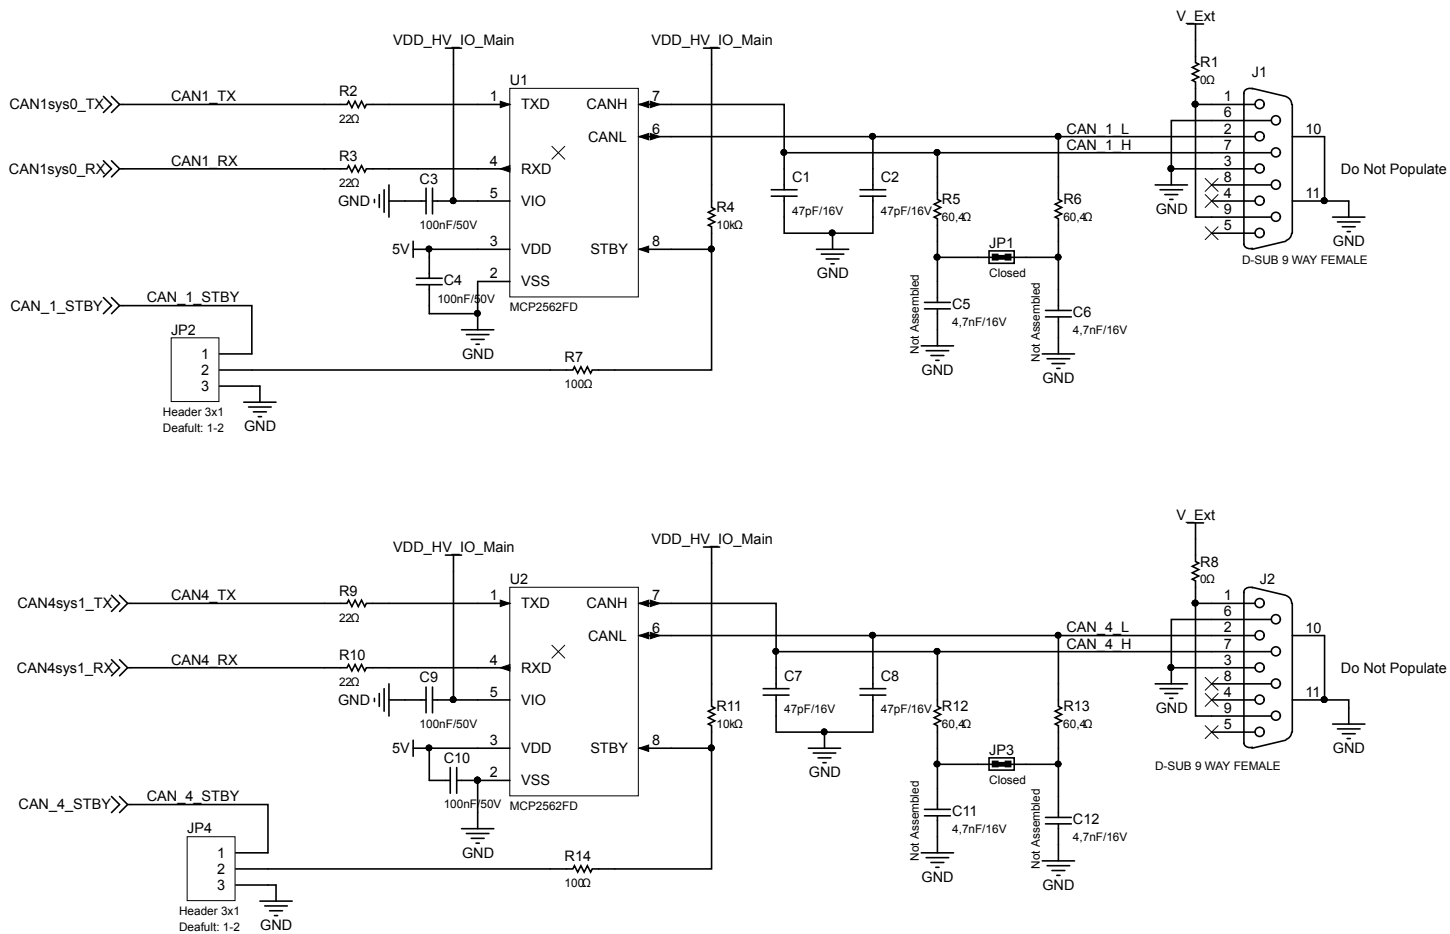 V_Ext
VDD_HV_IO_Main
VDD_HV_IO_Main
R1
0Ω
J1
U1
CAN1sys0_TX
CAN1_TX
R2
22Ω
1
TXD
CANH
7
CANL
6
CAN_1_L
CAN_1_H
1
6
2
7
3
8
4
9
5
10
11
Do Not Populate
CAN1sys0_RX
CAN1_RX
R3
22Ω
4
RXD
GND
C3
100nF/50V
5
VIO
C1
47pF/16V
C2
47pF/16V
R4
10kΩ
R5
60,4Ω
R6
60,4Ω
GND
GND
D-SUB 9 WAY FEMALE
5V
3
VDD
STBY
8
GND
JP1
Closed
C4
100nF/50V
2
VSS
MCP2562FD
GND
Not Assembled
C5
4,7nF/16V
GND
Not Assembled
C6
4,7nF/16V
GND
CAN_1_STBY
CAN_1_STBY
JP2
1
2
3
Header 3x1
Deafult: 1-2
GND
R7
100Ω
V_Ext
VDD_HV_IO_Main
VDD_HV_IO_Main
R8
0Ω
J2
U2
CAN4sys1_TX
CAN4_TX
R9
22Ω
1
TXD
CANH
7
CANL
6
CAN_4_L
CAN_4_H
1
6
2
7
3
8
4
9
5
10
11
Do Not Populate
CAN4sys1_RX
CAN4_RX
R10
22Ω
4
RXD
GND
C9
100nF/50V
5
VIO
C7
47pF/16V
C8
47pF/16V
R11
10kΩ
R12
60,4Ω
R13
60,4Ω
GND
GND
D-SUB 9 WAY FEMALE
5V
3
VDD
STBY
8
GND
JP3
Closed
C10
100nF/50V
2
VSS
MCP2562FD
GND
Not Assembled
C11
4,7nF/16V
GND
Not Assembled
C12
4,7nF/16V
GND
CAN_4_STBY
CAN_4_STBY
JP4
1
2
3
Header 3x1
Deafult: 1-2
GND
R14
100Ω